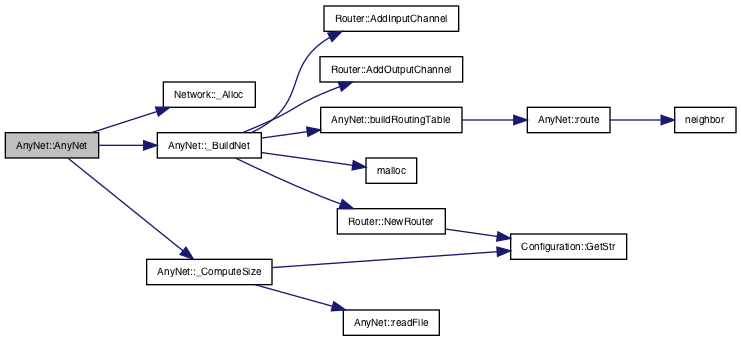 Router::AddInputChannel
Router::AddOutputChannel
Network::_Alloc
AnyNet::buildRoutingTable
AnyNet::route
neighbor
AnyNet::AnyNet
AnyNet::_BuildNet
malloc
Router::NewRouter
Configuration::GetStr
AnyNet::_ComputeSize
AnyNet::readFile